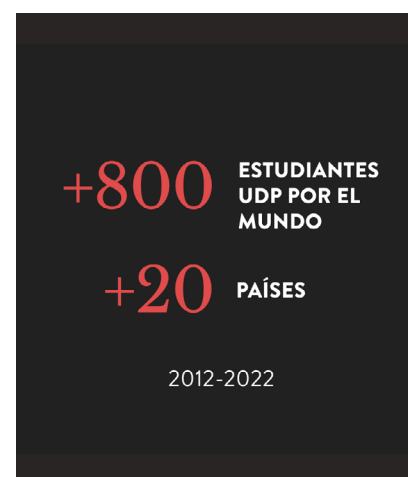 +800
ESTUDIANTES
UDP POR EL
MUNDO
+20
PAÍSES
2012-2022